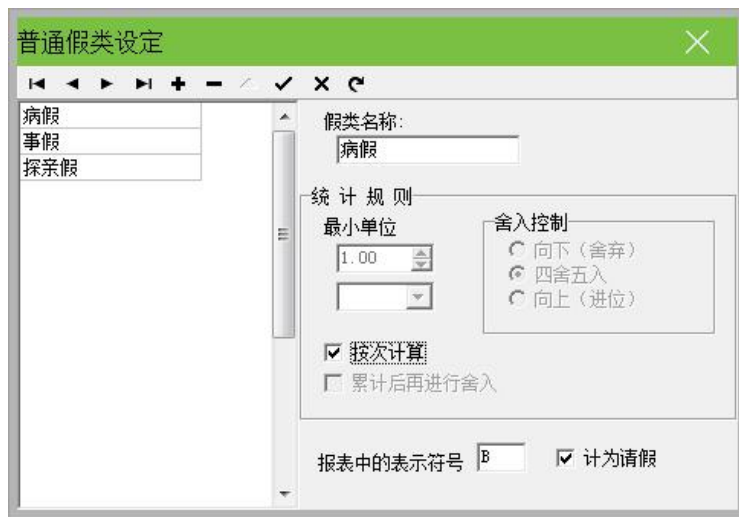 普通假类设定
病假
事假
探亲假
假类名称:
病假
统 计 规 则
最小单位
1.00
舍入控制
向下（舍弃）
四舍五入
向上（进位）
按次计算
累计后再进行舍入
报表中的表示符号 B 计为请假